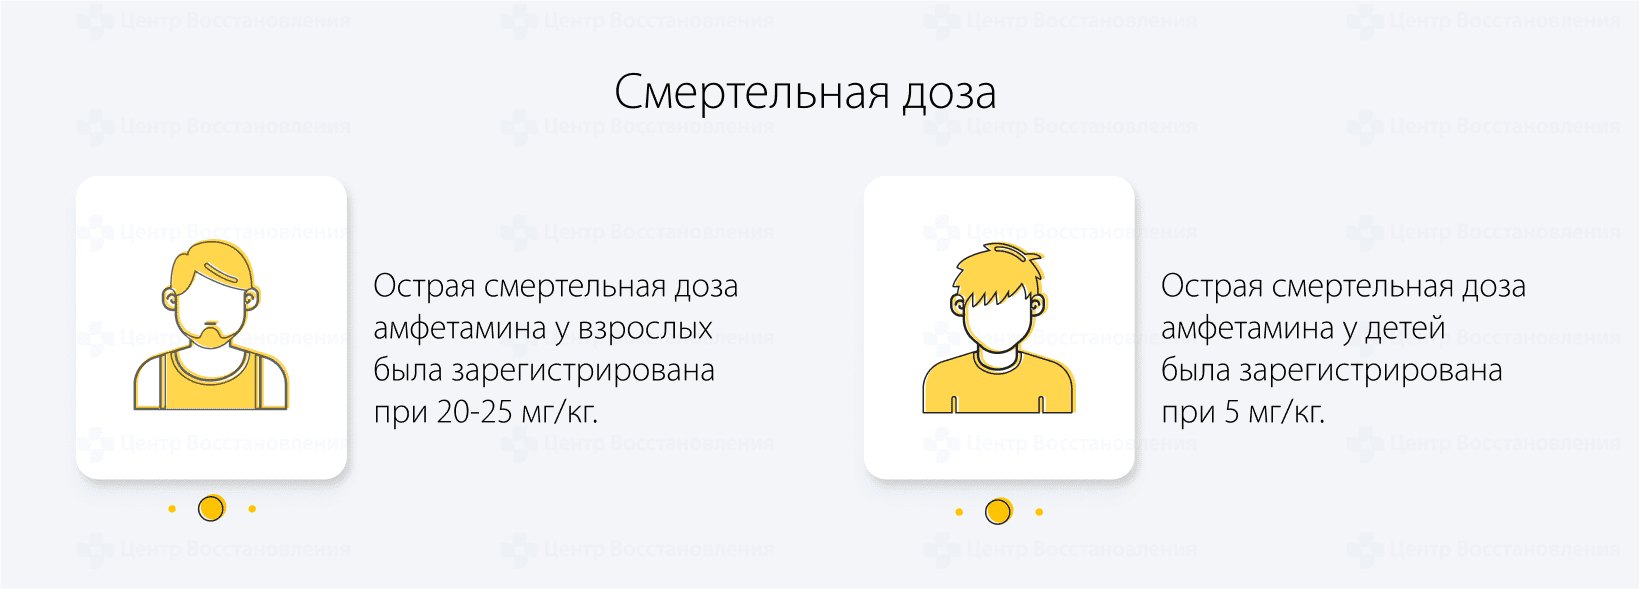 Смертельная доза
Острая смертельная доза
амфетамина у взрослых
была зарегистрирована
при 20-25 мг/кг.
Острая смертельная доза
амфетамина у детей
была зарегистрирована
при 5 мг/кг.
Центр Восстановления